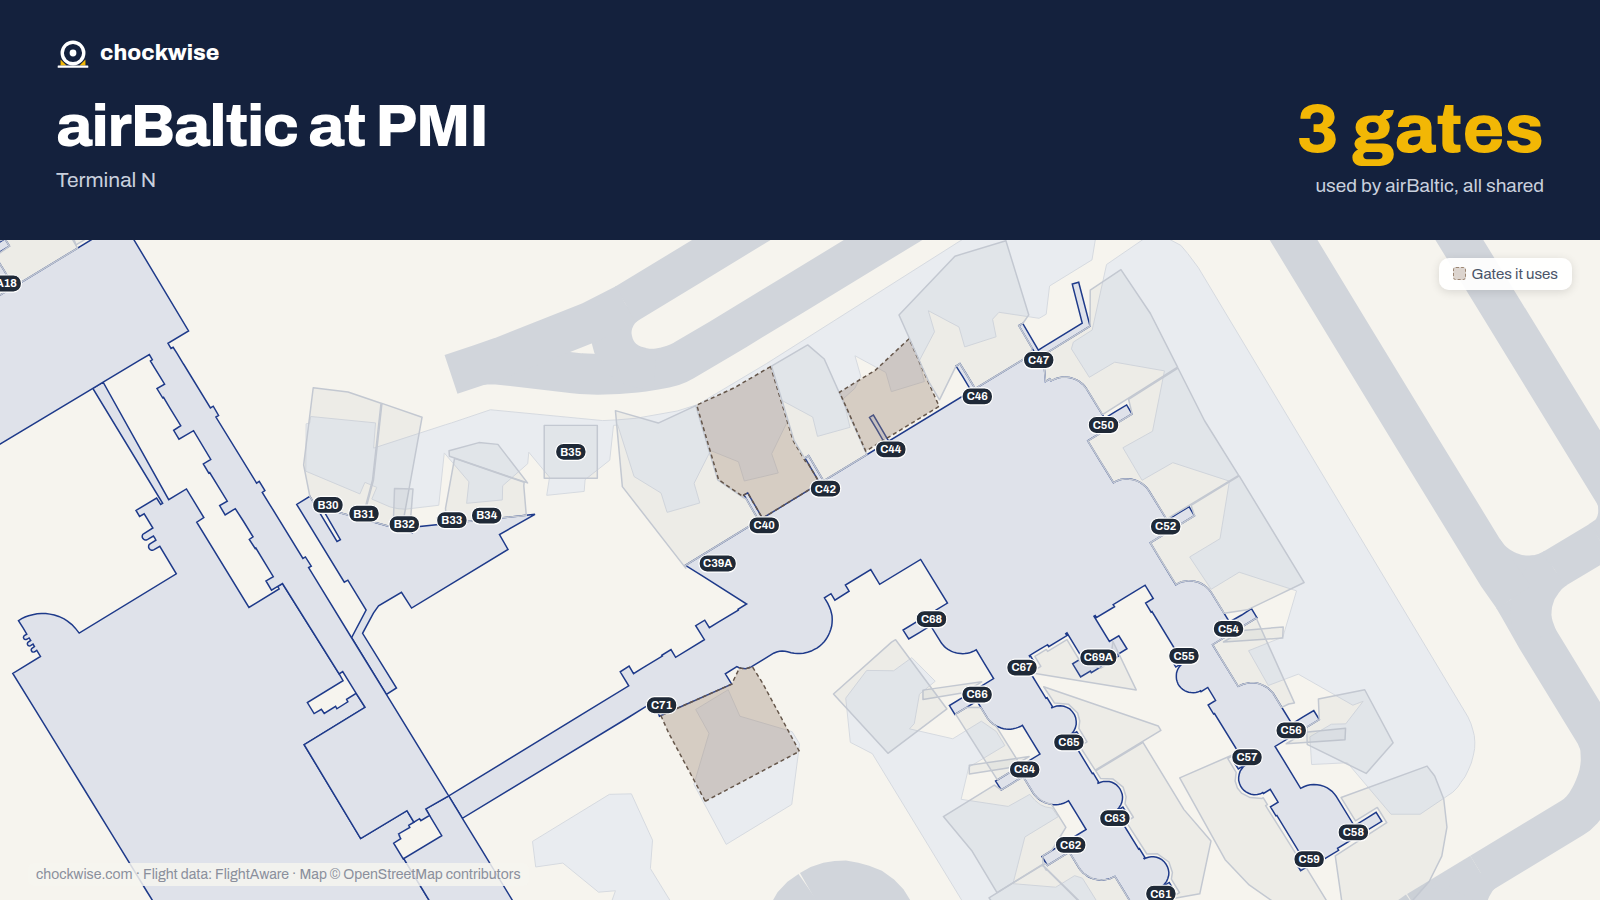 chockwise
airBaltic at PMI
Terminal N
3 gates
used by airBaltic, all shared
Gates it uses
A18
C47
C46
C50
C44
B35
C42
B30
B31
B32
B33
B34
C40
C52
C39A
C68
C54
C55
C69A
C67
C66
C71
C56
C65
C57
C64
C63
C58
C62
C59
C61
chockwise.com · Flight data: FlightAware · Map © OpenStreetMap contributors